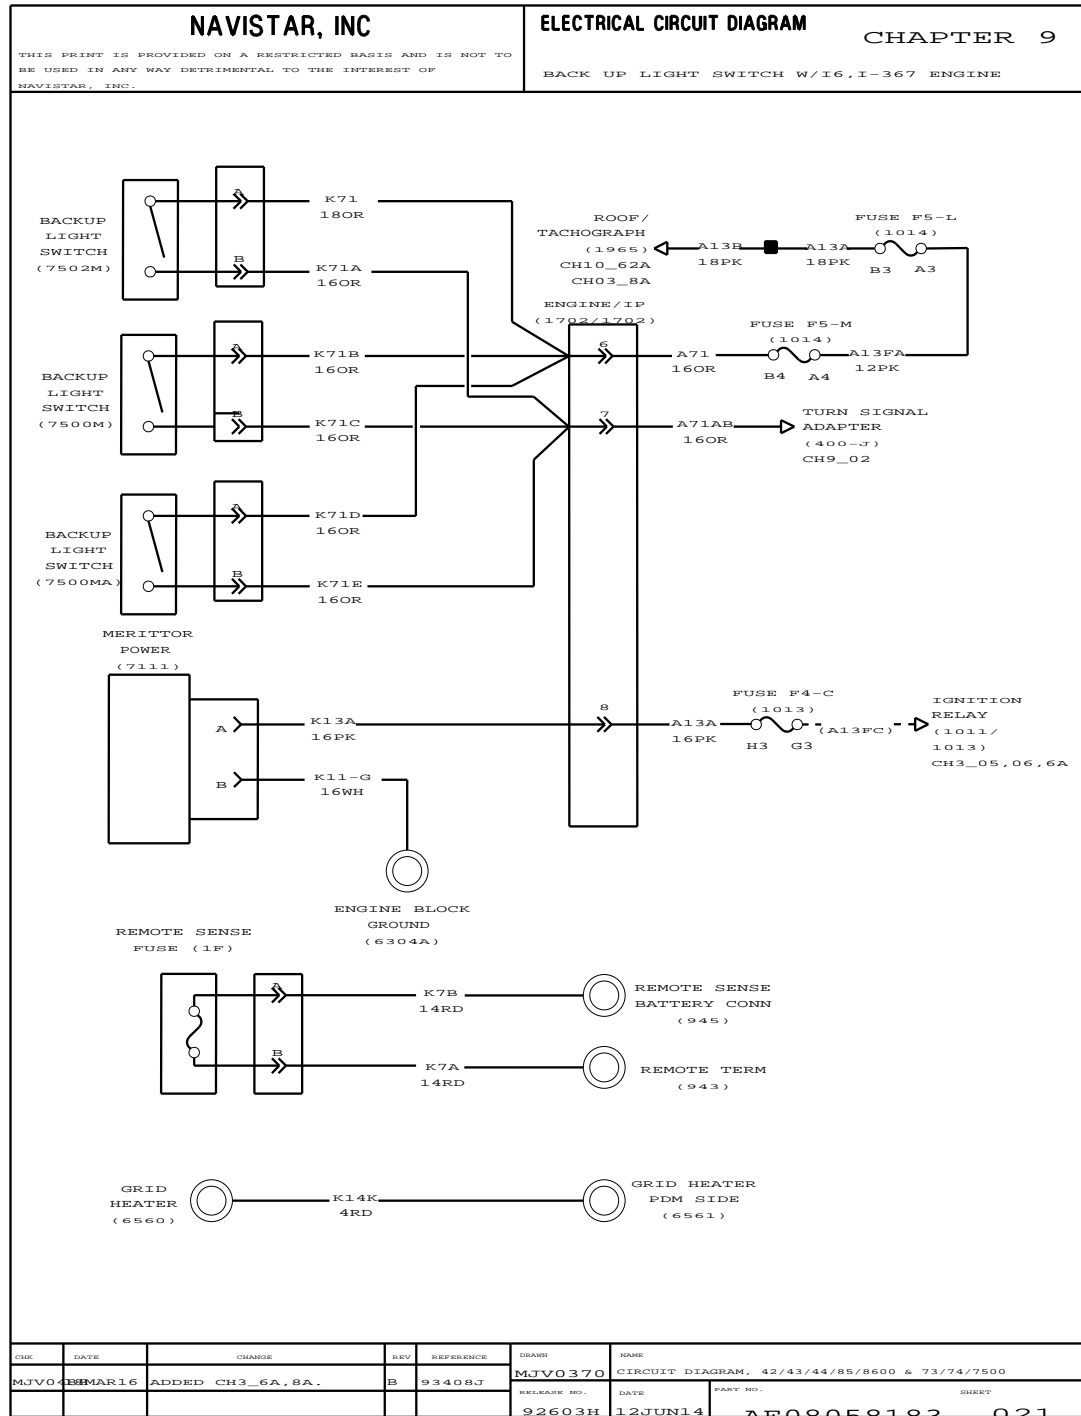 NAVISTAR, INC
THIS PRINT IS PROVIDED ON A RESTRICTED BASIS AND IS NOT TO
BE USED IN ANY WAY DETRIMENTAL TO THE INTEREST OF
NAVISTAR, INC.
ELECTRICAL CIRCUIT DIAGRAM
CHAPTER 9
BACK UP LIGHT SWITCH W/I6,I-367 ENGINE
BACKUP
LIGHT
SWITCH
(7502M)
A
B
K71
18OR
K71A
16OR
ROOF/
TACHOGRAPH
(1965)
CH10_62A
CH03_8A
A13B
18PK
A13A
18PK
FUSE F5-L
(1014)
B3 A3
ENGINE/IP
(1702/1702)
BACKUP
LIGHT
SWITCH
(7500M)
A
B
K71B
16OR
K71C
16OR
6
7
A71
16OR
FUSE F5-M
(1014)
B4 A4
A13FA
12PK
A71AB
16OR
TURN SIGNAL
ADAPTER
(400-J)
CH9_02
BACKUP
LIGHT
SWITCH
(7500MA)
A
B
K71D
16OR
K71E
16OR
MERITTOR
POWER
(7111)
A
B
K13A
16PK
K11-G
16WH
8
A13A
16PK
FUSE F4-C
(1013)
H3 G3
(A13FC)
IGNITION
RELAY
(1011/
1013)
CH3_05,06,6A
ENGINE BLOCK
GROUND
(6304A)
REMOTE SENSE
FUSE (1F)
A
B
K7B
14RD
K7A
14RD
REMOTE SENSE
BATTERY CONN
(945)
REMOTE TERM
(943)
GRID
HEATER
(6560)
K14K
4RD
GRID HEATER
PDM SIDE
(6561)
CHK DATE CHANGE REV REFERENCE
18MAR16 ADDED CH3_6A,8A. B 93408J
DRAWN
MJV0370
NAME
CIRCUIT DIAGRAM, 42/43/44/85/8600 & 73/74/7500
RELEASE NO.
92603H
DATE
12JUN14
PART NO.
AE08058183
SHEET
021